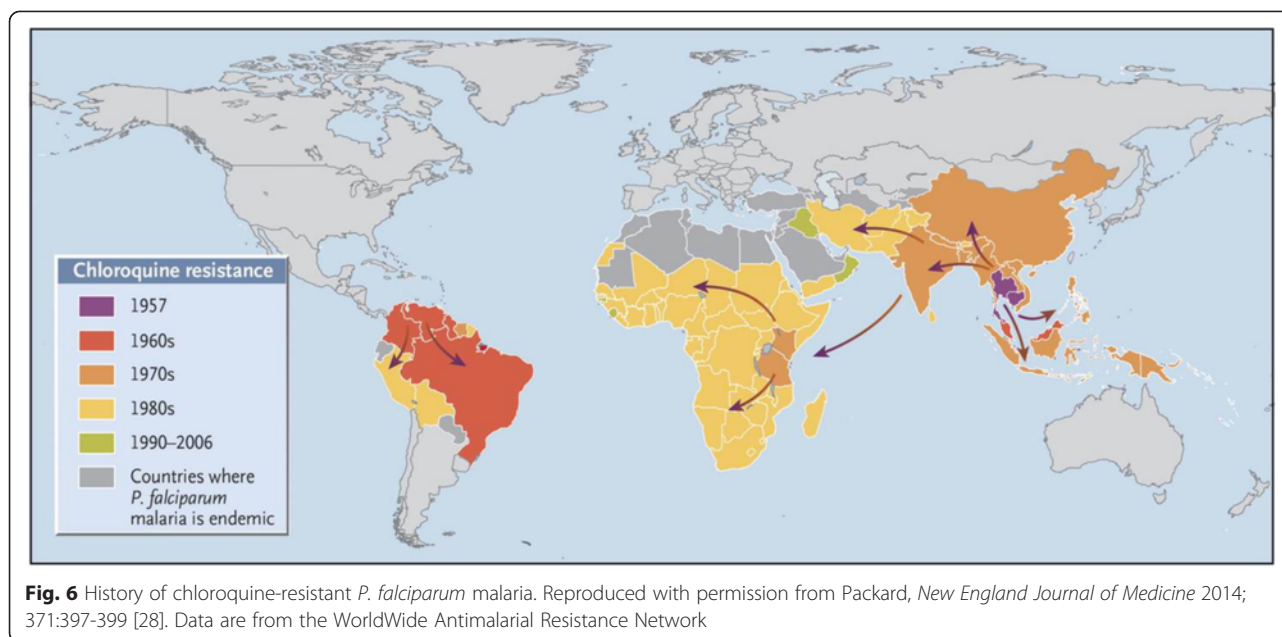 Chloroquine resistance
1957
1960s
1970s
1980s
1990–2006
Countries where
P. falciparum
malaria is endemic
Fig. 6 History of chloroquine-resistant P. falciparum malaria. Reproduced with permission from Packard, New England Journal of Medicine 2014;
371:397-399 [28]. Data are from the WorldWide Antimalarial Resistance Network